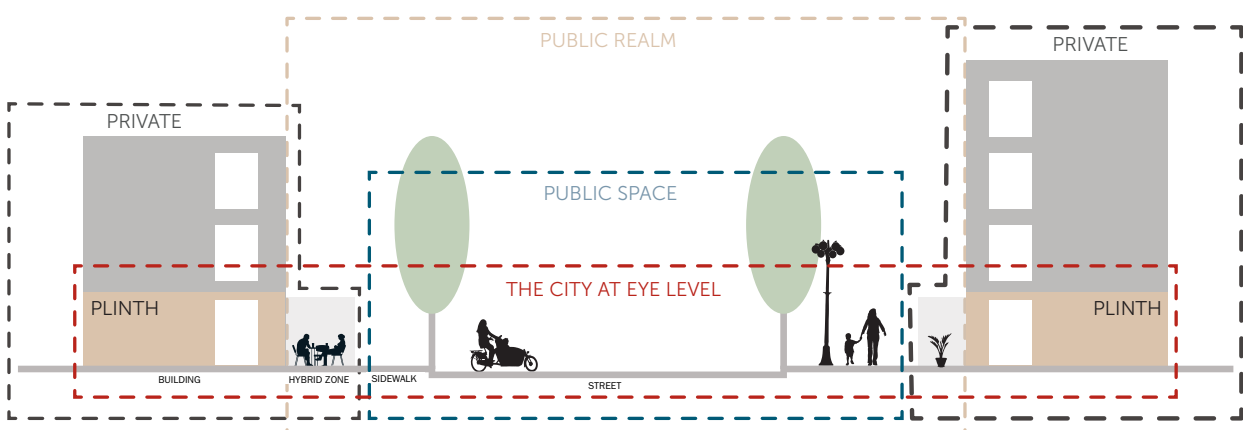 PUBLIC REALM
PRIVATE
PRIVATE
PUBLIC SPACE
THE CITY AT EYE LEVEL
PLINTH
PLINTH
BUILDING
HYBRID ZONE
SIDEWALK
STREET